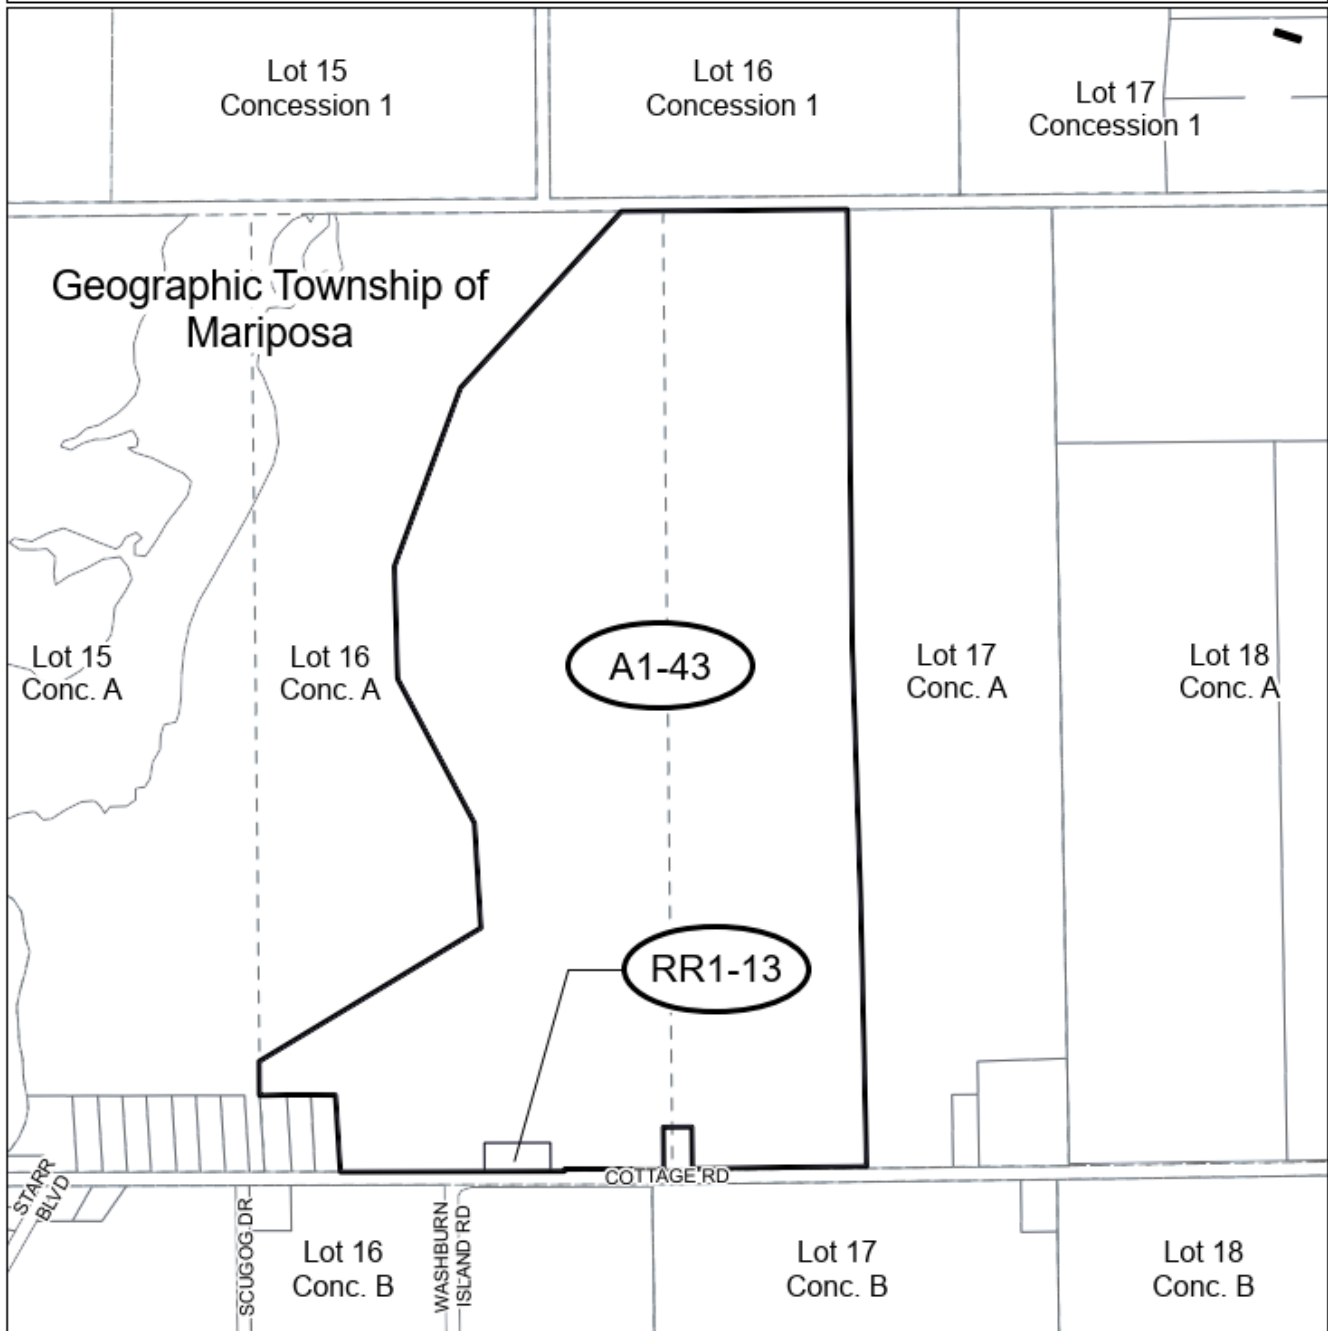 Lot 15
Concession 1
Lot 16
Concession 1
Lot 17
Concession 1
Geographic Township of
Mariposa
Lot 15
Conc. A
Lot 16
Conc. A
A1-43
Lot 17
Conc. A
Lot 18
Conc. A
RR1-13
COTTAGE RD
STARR
BLVD
SCUGOG DR
Lot 16
Conc. B
WASHBURN
ISLAND RD
Lot 17
Conc. B
Lot 18
Conc. B